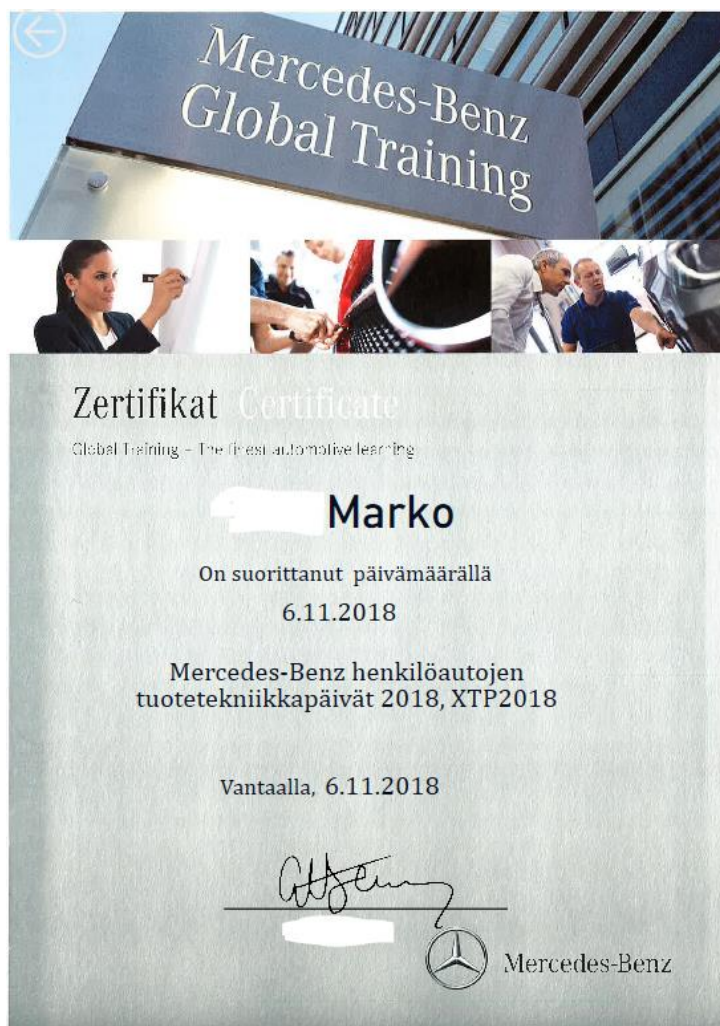 Mercedes-Benz
Global Training
Zertifikat Certificate
Global Training – The finest automotive learning
Marko
On suorittanut päivämäärällä
6.11.2018
Mercedes-Benz henkilöautojen
tuotetekniikkapäivät 2018, XTP2018
Vantaalla, 6.11.2018
Mercedes-Benz